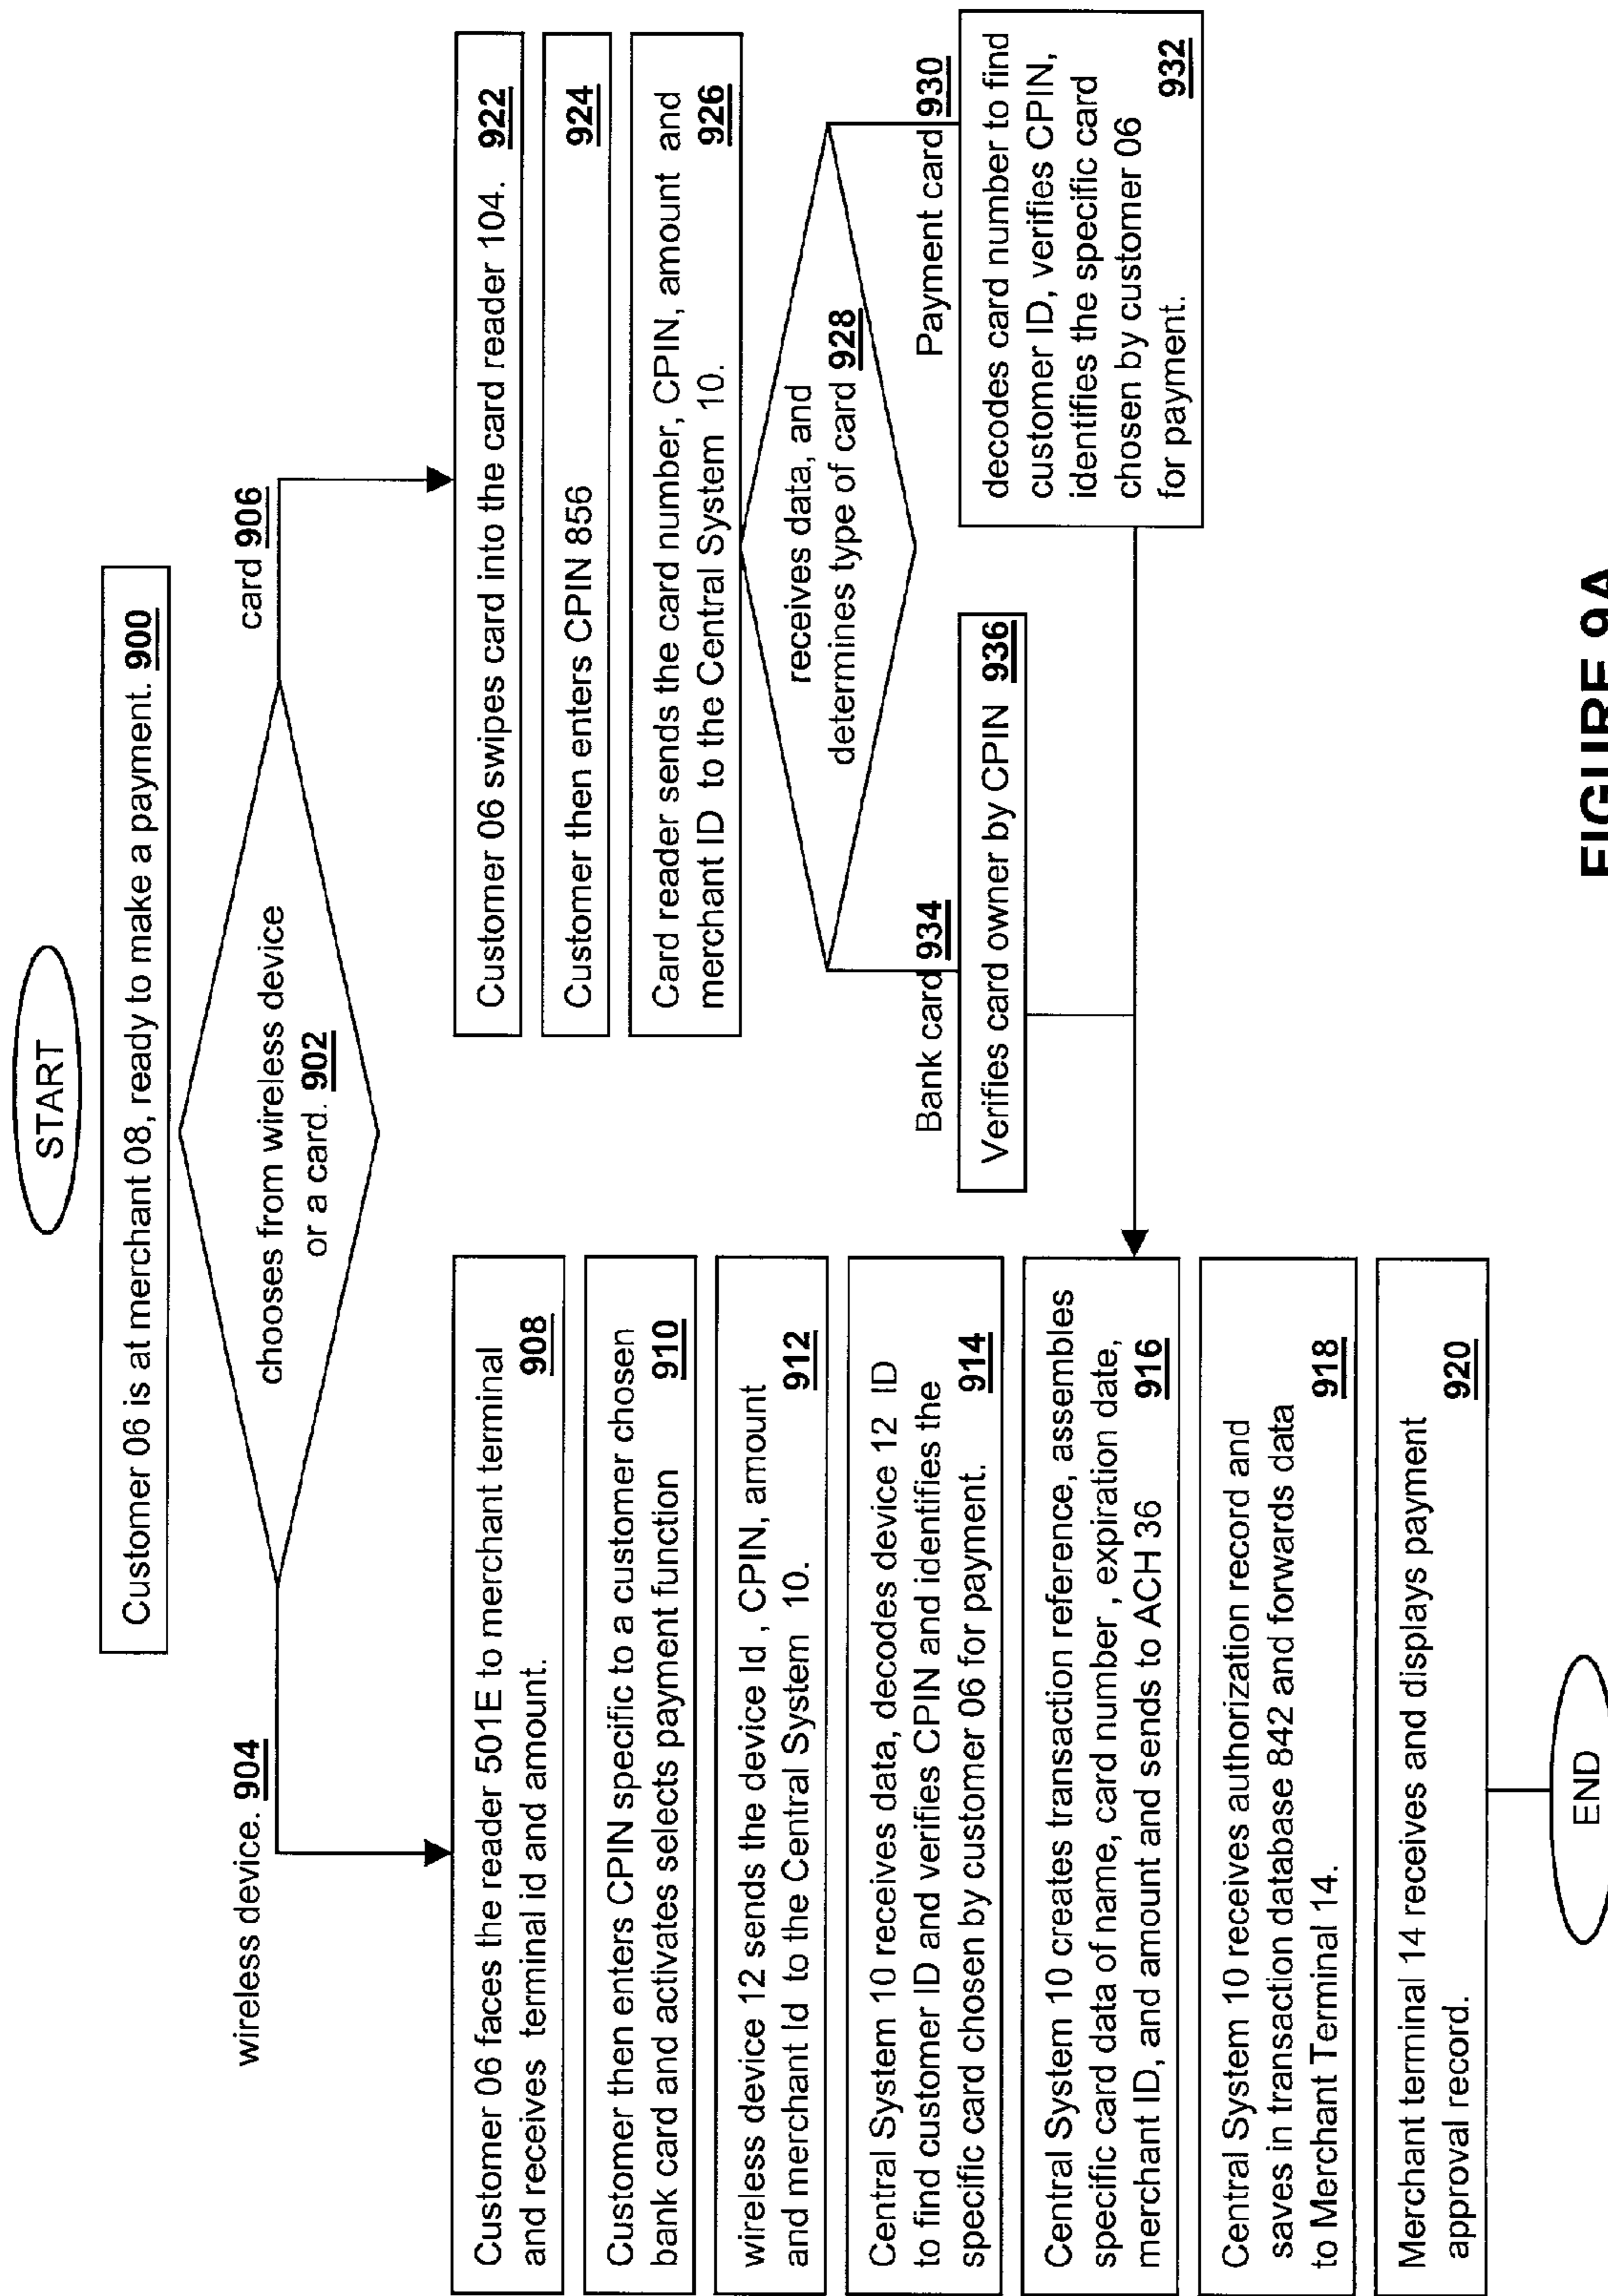 START
Customer 06 is at merchant 08, ready to make a payment. 900
chooses from wireless device
or a card. 902
wireless device. 904
card 906
Customer 06 faces the reader 501E to merchant terminal
and receives terminal id and amount. 908
Customer then enters CPIN specific to a customer chosen
bank card and activates selects payment function 910
wireless device 12 sends the device Id , CPIN, amount
and merchant Id to the Central System 10. 912
Central System 10 receives data, decodes device 12 ID
to find customer ID and verifies CPIN and identifies the
specific card chosen by customer 06 for payment. 914
Central System 10 creates transaction reference, assembles
specific card data of name, card number , expiration date,
merchant ID, and amount and sends to ACH 36 916
Central System 10 receives authorization record and
saves in transaction database 842 and forwards data
to Merchant Terminal 14. 918
Merchant terminal 14 receives and displays payment
approval record. 920
END
Customer 06 swipes card into the card reader 104. 922
Customer then enters CPIN 856 924
Card reader sends the card number, CPIN, amount and
merchant ID to the Central System 10. 926
receives data, and
determines type of card 928
Bank card 934
Payment card 930
Verifies card owner by CPIN 936
decodes card number to find
customer ID, verifies CPIN,
identifies the specific card
chosen by customer 06
for payment. 932
FIGURE 9A